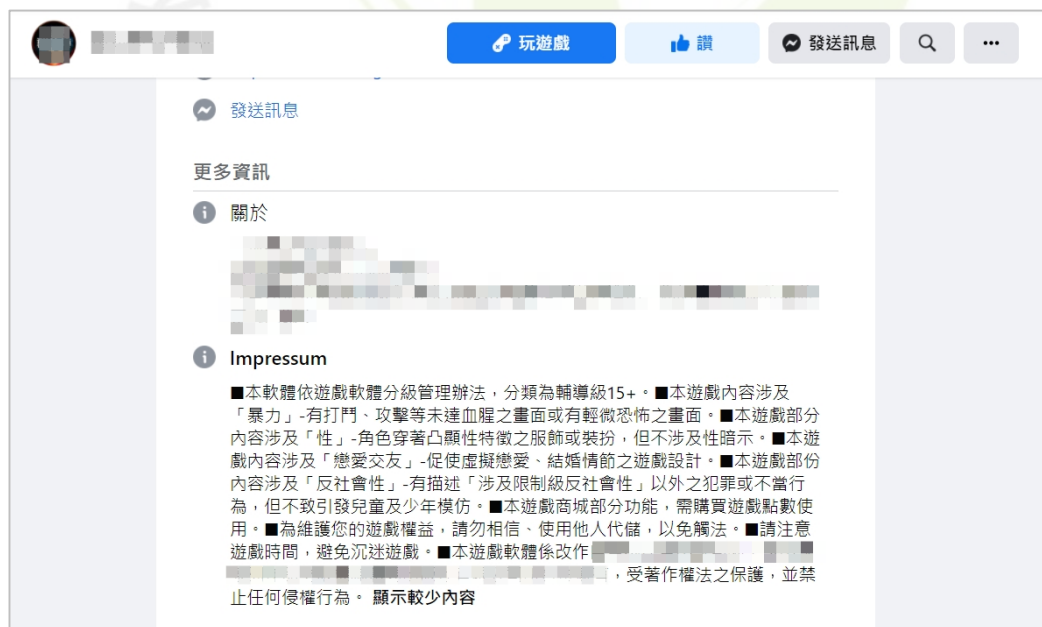 玩遊戲
讚
發送訊息
發送訊息
更多資訊
關於
Impressum
■本軟體依遊戲軟體分級管理辦法，分類為輔導級15+。■本遊戲內容涉及
「暴力」-有打鬥、攻擊等未達血腥之畫面或有輕微恐怖之畫面。■本遊戲部分
內容涉及「性」-角色穿著凸顯性特徵之服飾或裝扮，但不涉及性暗示。■本遊
戲內容涉及「戀愛交友」-促使虛擬戀愛、結婚情節之遊戲設計。■本遊戲部份
內容涉及「反社會性」-有描述「涉及限制級反社會性」以外之犯罪或不當行
為，但不致引發兒童及少年模仿。■本遊戲商城部分功能，需購買遊戲點數使
用。■為維護您的遊戲權益，請勿相信、使用他人代儲，以免觸法。■請注意
遊戲時間，避免沉迷遊戲。■本遊戲軟體係改作
，受著作權法之保護，並禁
止任何侵權行為。 顯示較少內容